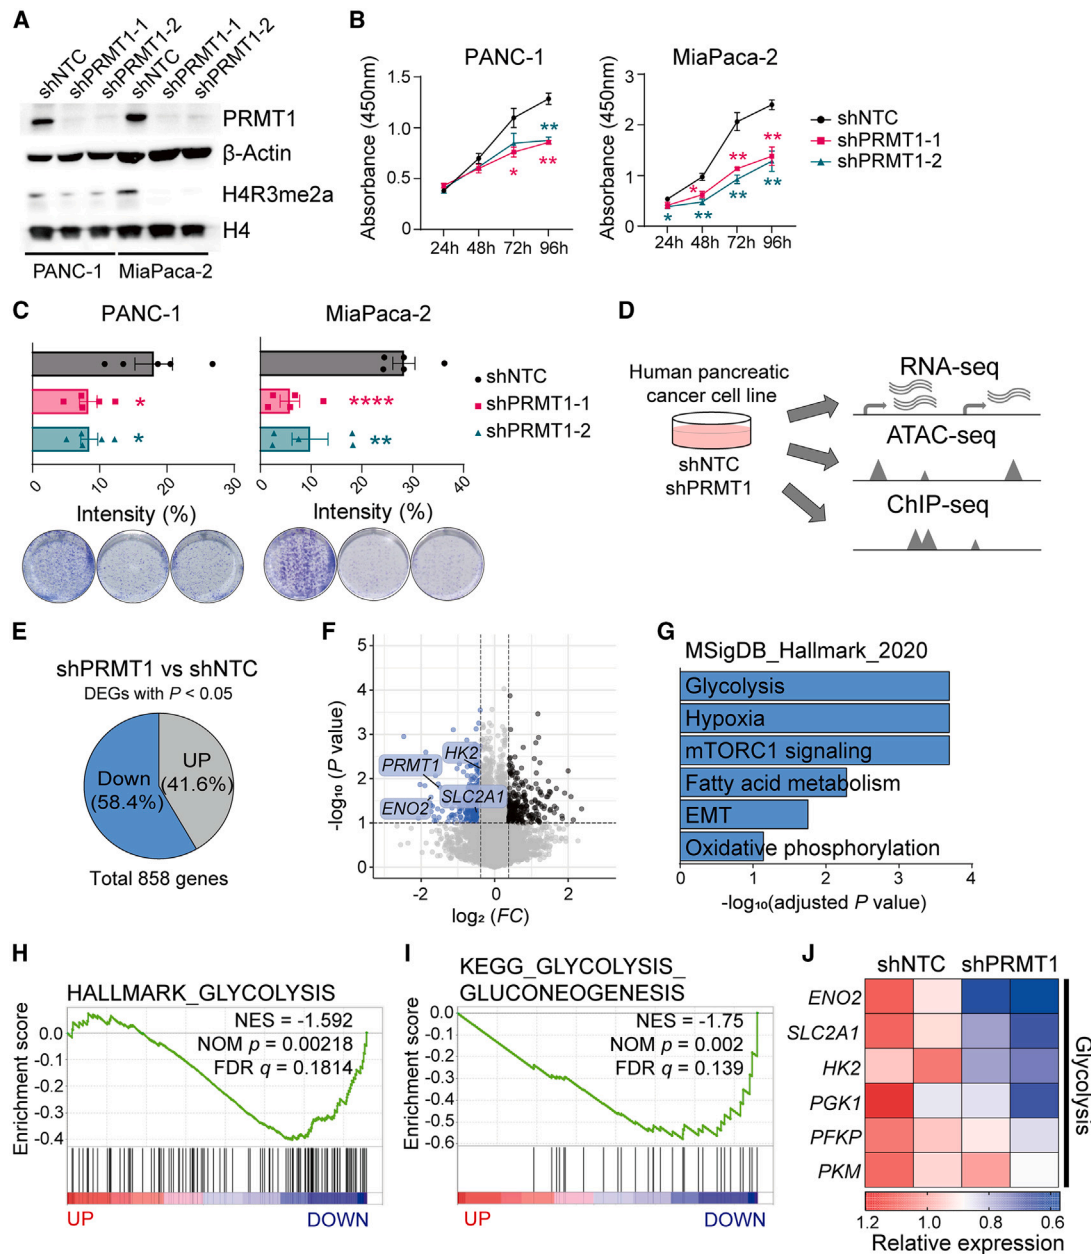 A
shNTC
shPRMT1-1
shPRMT1-2
shNTC
shPRMT1-1
shPRMT1-2
PRMT1
β-Actin
H4R3me2a
H4
PANC-1
MiaPaca-2
B
PANC-1
Absorbance (450nm)
1.5
1.0
0.5
0
24h 48h 72h 96h
**
*
**
MiaPaca-2
Absorbance (450nm)
3
2
1
0
24h 48h 72h 96h
*
*
**
**
**
**
**
shNTC
shPRMT1-1
shPRMT1-2
C
PANC-1
*
*
0 10 20 30
Intensity (%)
MiaPaca-2
****
**
0 10 20 30 40
Intensity (%)
shNTC
shPRMT1-1
shPRMT1-2
D
Human pancreatic
cancer cell line
shNTC
shPRMT1
RNA-seq
ATAC-seq
ChIP-seq
E
shPRMT1 vs shNTC
DEGs with P < 0.05
Down
(58.4%)
UP
(41.6%)
Total 858 genes
F
-log₁₀ (P value)
5
4
3
2
1
0
HK2
PRMT1
SLC2A1
ENO2
-2 0 2
log₂ (FC)
G
MSigDB_Hallmark_2020
Glycolysis
Hypoxia
mTORC1 signaling
Fatty acid metabolism
EMT
Oxidative phosphorylation
0 1 2 3 4
-log₁₀(adjusted P value)
H
HALLMARK_GLYCOLYSIS
Enrichment score
0.0
-0.1
-0.2
-0.3
-0.4
NES = -1.592
NOM p = 0.00218
FDR q = 0.1814
UP
DOWN
I
KEGG_GLYCOLYSIS_
GLUCONEOGENESIS
Enrichment score
0.0
-0.1
-0.2
-0.3
-0.4
-0.5
-0.6
NES = -1.75
NOM p = 0.002
FDR q = 0.139
UP
DOWN
J
shNTC shPRMT1
ENO2
SLC2A1
HK2
PGK1
PFKP
PKM
Glycolysis
1.2 1.0 0.8 0.6
Relative expression